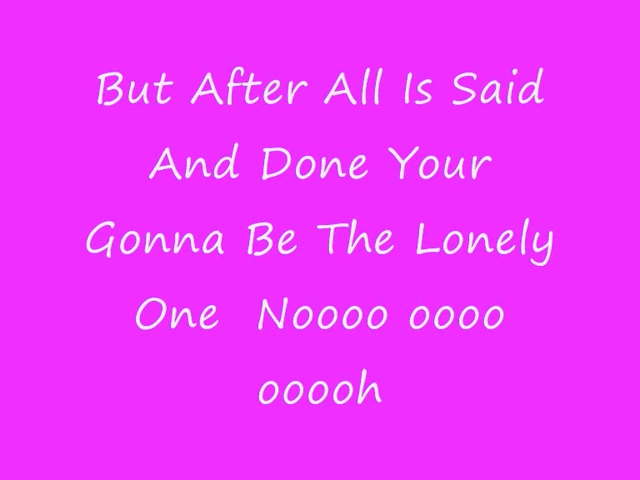 But After All Is Said
And Done Your
Gonna Be The Lonely
One Noooo oooo
ooooh